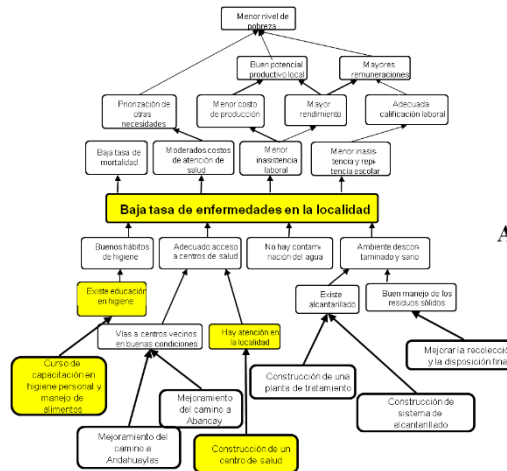 Menor nivel de
pobreza
Buen potencial
productivo local
Mayores
remuneraciones
Priorización de
otras
necesidades
Menor costo
de producción
Mayor
rendimiento
Adecuada
calificación laboral
Baja tasa de
mortalidad
Moderados costos
de atención de
salud
Menor
inasistencia
laboral
Menor inasis-
tencia y repi-
tencia escolar
Baja tasa de enfermedades en la localidad
Buenos hábitos
de higiene
Adecuado acceso
a centros de salud
No hay contami-
nación del agua
Ambiente descon
taminado y sano
A
Existe educación
en higiene
Vías a centros vecinos
en buenas condiciones
Hay atención en
la localidad
Existe
alcantarillado
Buen manejo de los
residuos sólidos
Curso de
capacitación en
higiene personal y
manejo de
alimentos
Mejoramiento del
camino a
Andahuaylas
Mejoramiento
del camino a
Abancay
Construcción de un
centro de salud
Construcción de una
planta de tratamiento
Construcción de
sistema de
alcantarillado
Mejorar la recolección
y la disposición final